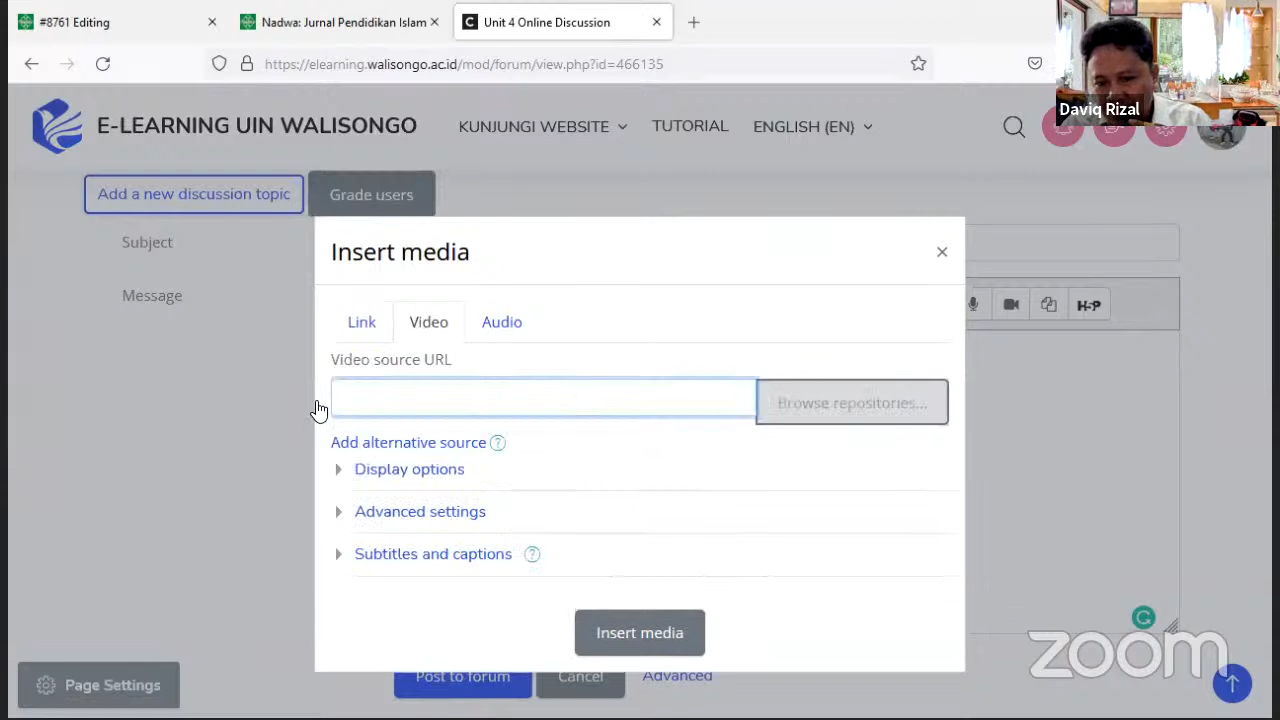 #8761 Editing
Nadwa: Jurnal Pendidikan Islam
Unit 4 Online Discussion
https://elearning.walisongo.ac.id/mod/forum/view.php?id=466135
Daviq Rizal
E-LEARNING UIN WALISONGO
KUNJUNGI WEBSITE
TUTORIAL
ENGLISH (EN)
Add a new discussion topic
Grade users
Subject
Message
H-P
Insert media
Link
Video
Audio
Video source URL
Browse repositories...
Add alternative source
Display options
Advanced settings
Subtitles and captions
Insert media
Post to forum
Cancel
Advanced
Page Settings
zoom